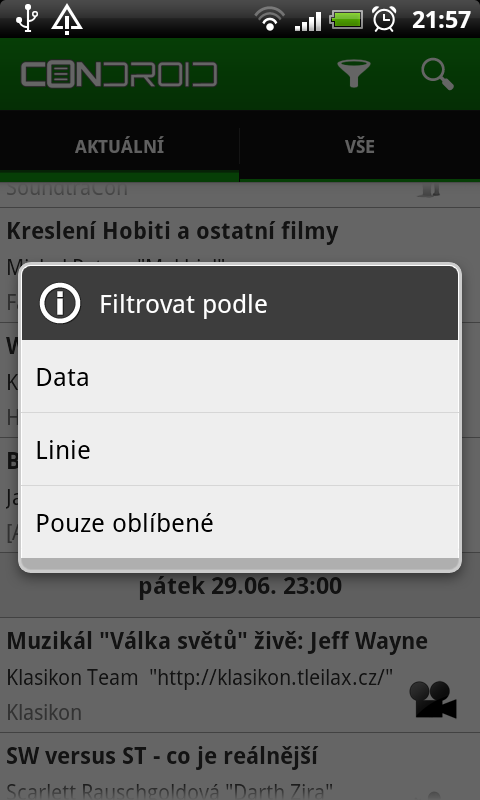 21:57
CONDROID
AKTUÁLNÍ
VŠE
SoundtraCon
Kreslení Hobiti a ostatní filmy
Filtrovat podle
Data
Linie
Pouze oblíbené
pátek 29.06. 23:00
Muzikál "Válka světů" živě: Jeff Wayne
Klasikon Team "http://klasikon.tleilax.cz/"
Klasikon
SW versus ST - co je reálnější
Scarlett Rauschgoldová "Darth Zira"